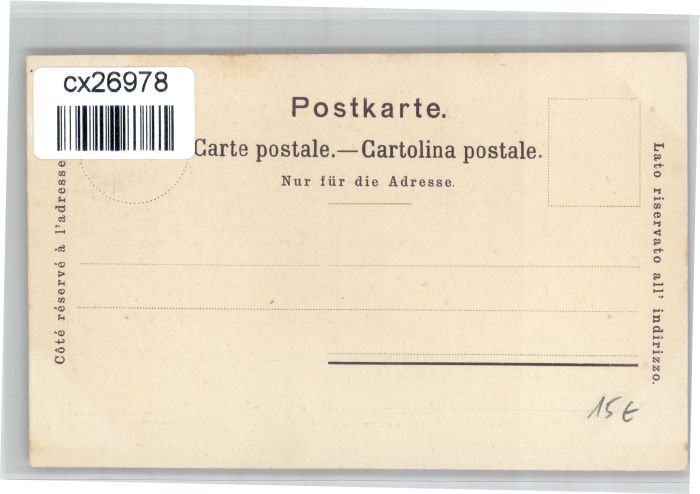 cx26978
Postkarte.
Carte postale.—Cartolina postale.
Nur für die Adresse.
Côté réservé à l'adresse
Lato riservato all' indirizzo.
15€